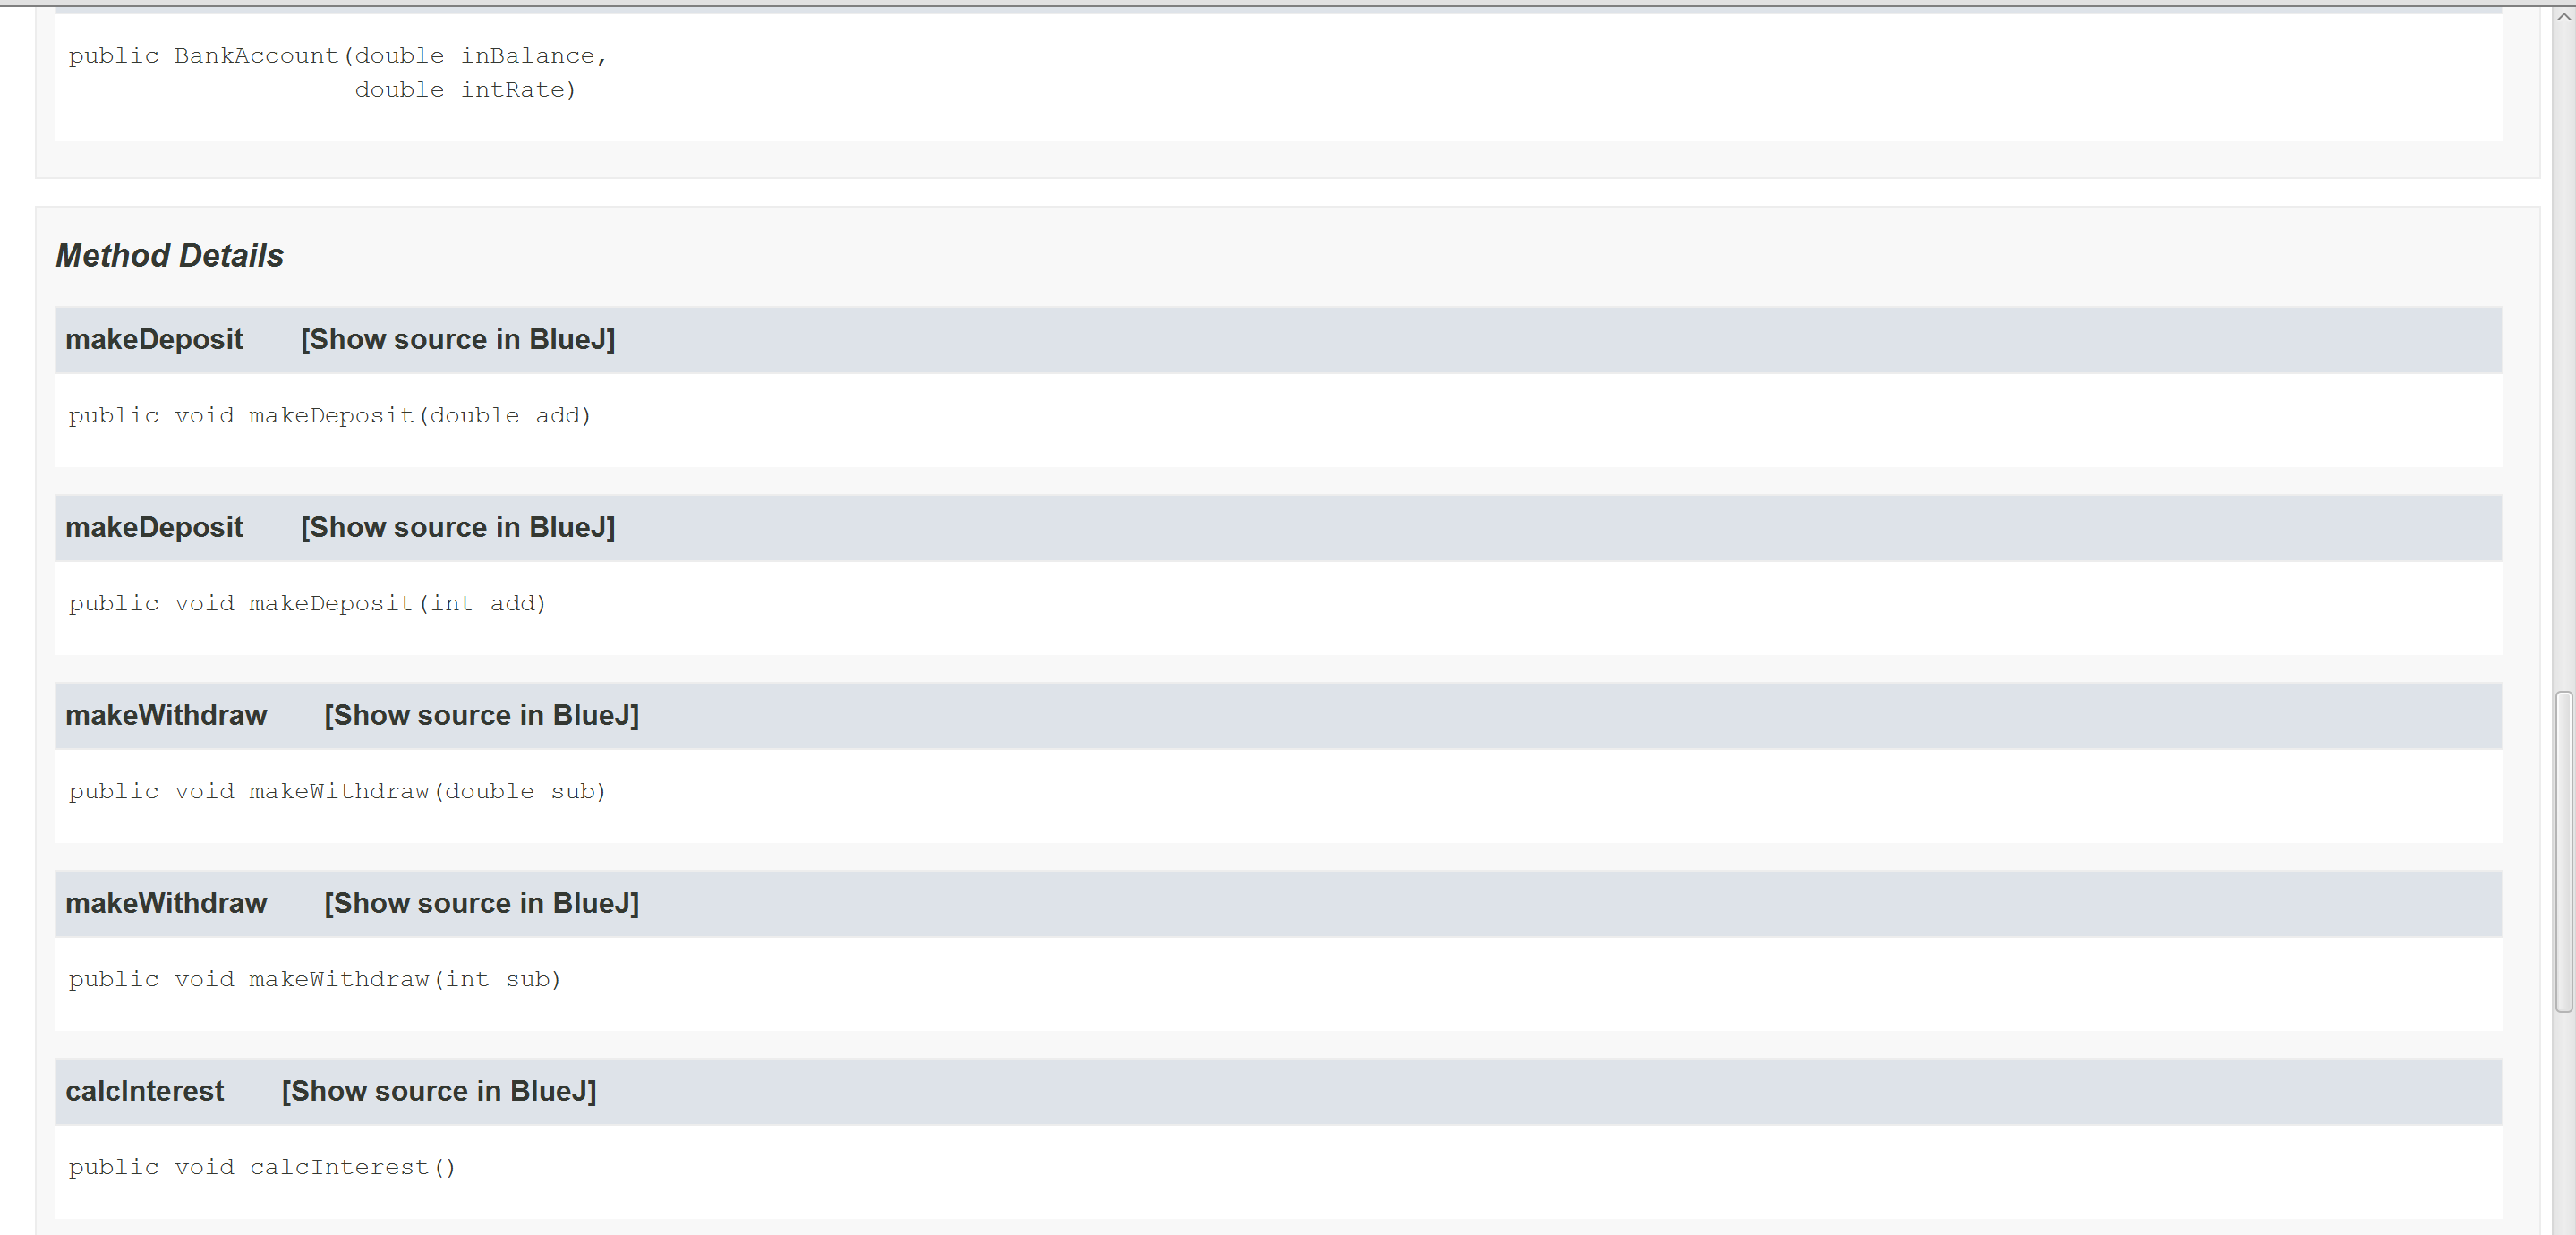 public BankAccount(double inBalance,
double intRate)
Method Details
makeDeposit [Show source in BlueJ]
public void makeDeposit(double add)
makeDeposit [Show source in BlueJ]
public void makeDeposit(int add)
makeWithdraw [Show source in BlueJ]
public void makeWithdraw(double sub)
makeWithdraw [Show source in BlueJ]
public void makeWithdraw(int sub)
calcInterest [Show source in BlueJ]
public void calcInterest()